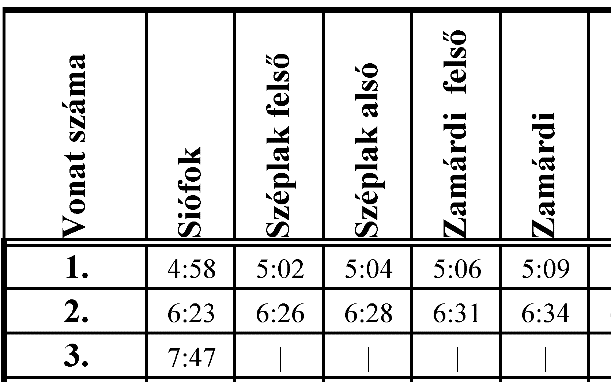 Vonat száma Siófok Széplak felső Széplak alsó Zamárdi felső Zamárdi
1. 4:58 5:02 5:04 5:06 5:09
2. 6:23 6:26 6:28 6:31 6:34
3. 7:47 | | | |